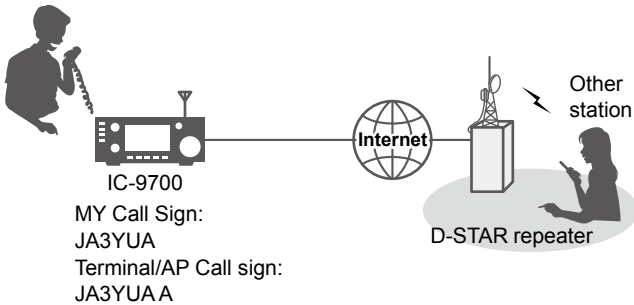 Other
station
Internet
IC-9700
MY Call Sign:
JA3YUA
D-STAR repeater
Terminal/AP Call sign:
JA3YUA A